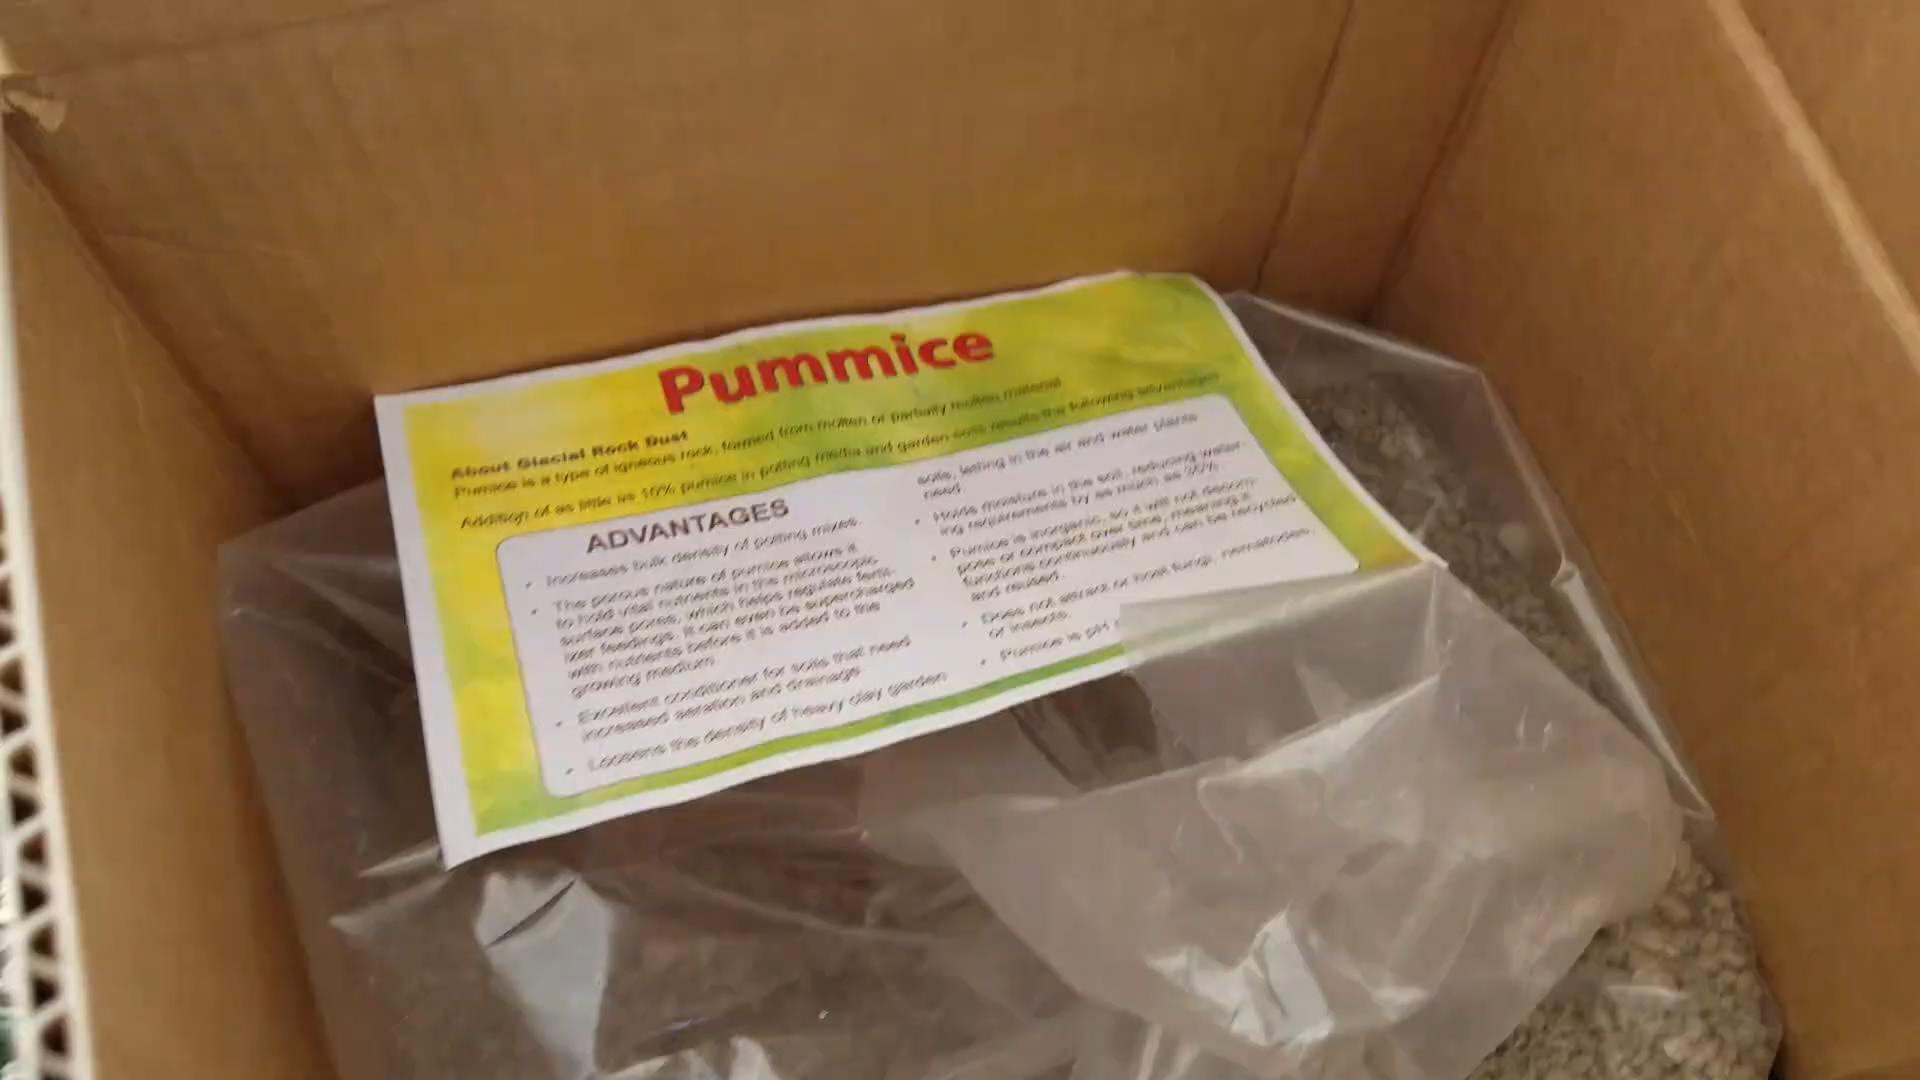 Pummice
About Glacial Rock Dust
Pumice is a type of igneous rock, formed from molten or partially molten material
Addition of as little as 10% pumice in potting media and garden soils results the following advantages
ADVANTAGES
• Increases bulk density of potting mixes.
• The porous nature of pumice allows it
to hold vital nutrients in the microscopic
surface pores, which helps regulate ferti-
lizer feedings. It can even be supercharged
with nutrients before it is added to the
growing medium
• Excellent conditioner for soils that need
increased aeration and drainage
• Loosens the density of heavy clay garden
soils, letting in the air and water plants
need.
• Holds moisture in the soil, reducing water-
ing requirements by as much as 35%.
• Pumice is inorganic, so it will not decom-
pose or compact over time, meaning it
functions continuously and can be recycled
and reused.
• Does not attract or host fungi, nematodes,
or insects.
• Pumice is pH